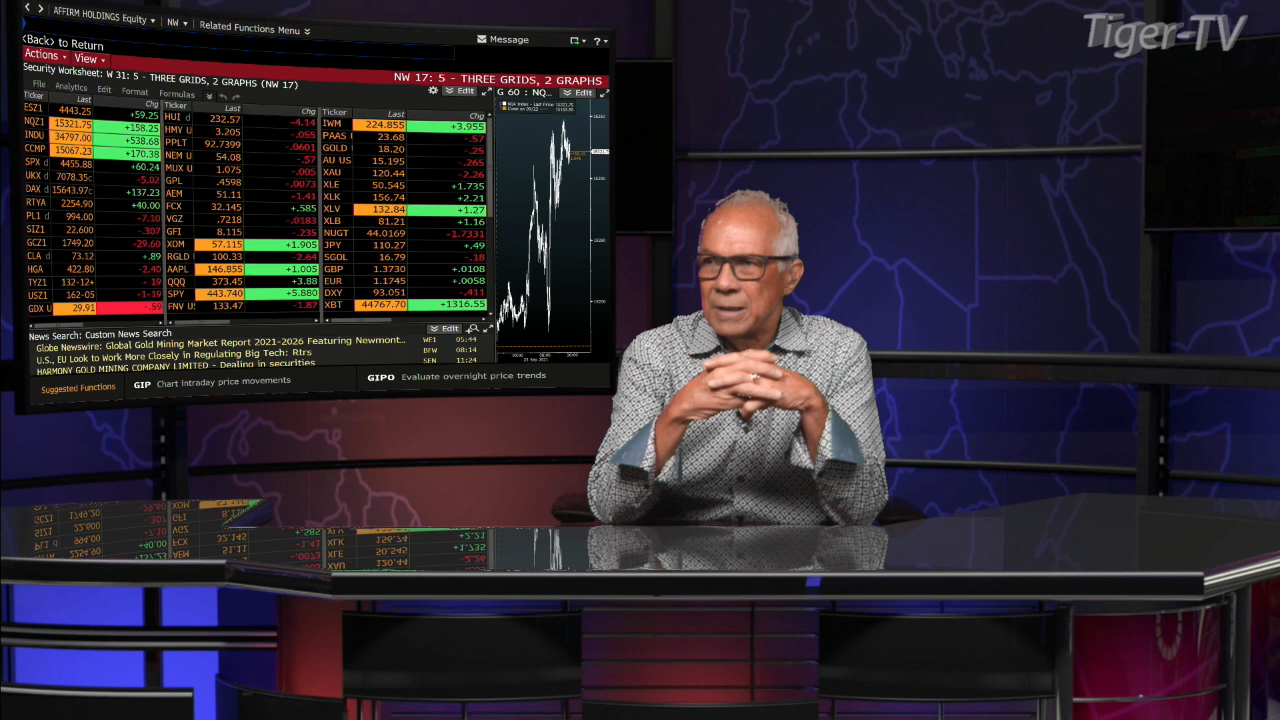 AFFIRM HOLDINGS Equity NW Related Functions Menu
Tiger-TV
<Back> to Return
Message
?
Actions View
NW 17: 5 - THREE GRIDS, 2 GRAPHS
Security Worksheet: W 31: 5 - THREE GRIDS, 2 GRAPHS (NW 17)
Edit
G 60 : NQ...
Edit
File Analytics Edit Format Formulas
Ticker Last Chg
ESZ1 4443.25 +59.25
NQZ1 15321.75 +158.25
INDU 34797.00 +538.68
CCMP 15067.23 +170.38
SPX d 4455.88 +60.24
UKX d 7078.35c -5.02
DAX d 15643.97c +137.23
RTYA 2254.90 +40.00
PL1 d 994.00 -7.10
SIZ1 22.600 -.307
GCZ1 1749.20 -29.60
CLA d 73.12 +.89
HGA 422.80 -2.40
TYZ1 132-12+ -19
USZ1 162-05 -1-19
GDX U 29.91 -.59
Ticker Last Chg
HUI d 232.57 -4.14
HMY U 3.205 -.055
PPLT 92.7399 -.0601
NEM U 54.08 -.57
MUX U 1.075 -.005
GPL .4598 -.0073
AEM 51.11 -1.41
FCX 32.145 +.585
VGZ .7218 -.0183
GFI 8.115 -.235
XOM 57.115 +1.905
RGLD 100.33 -2.64
AAPL 146.855 +1.005
QQQ 373.45 +3.88
SPY 443.740 +5.880
FNV U 133.47 -1.87
Ticker Last Chg
IWM 224.855 +3.955
PAAS 23.68 -.57
GOLD 18.20 -.25
AU US 15.195 -.265
XAU 120.44 -2.26
XLE 50.545 +1.735
XLK 156.74 +2.21
XLV 132.84 +1.27
XLB 81.21 +1.16
NUGT 44.0169 -1.7331
JPY 110.27 +.49
SGOL 16.79 -.18
GBP 1.3730 +.0108
EUR 1.1745 +.0058
DXY 93.051 -.411
XBT 44767.70 +1316.55
23 Sep 2021
News Search: Custom News Search
Edit
Globe Newswire: Global Gold Mining Market Report 2021-2026 Featuring Newmont... WE1 05:44
U.S., EU Look to Work More Closely in Regulating Big Tech: Rtrs BFW 08:14
HARMONY GOLD MINING COMPANY LIMITED - Dealing in securities SEN 11:24
Suggested Functions GIP Chart intraday price movements GIPO Evaluate overnight price trends